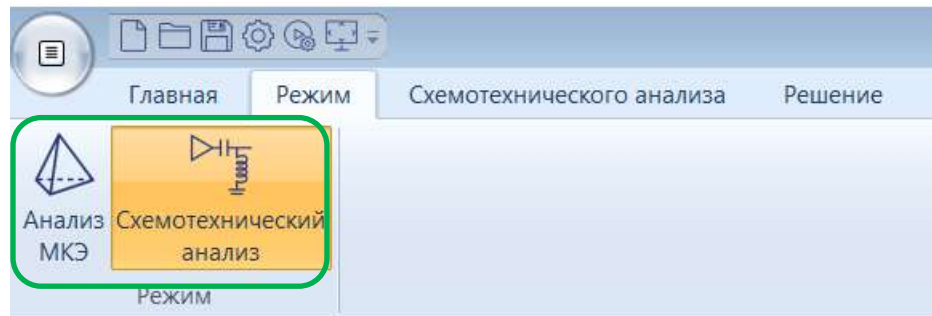 Главная Режим Схемотехнического анализа Решение
Анализ Схемотехнический
МКЭ анализ
Режим